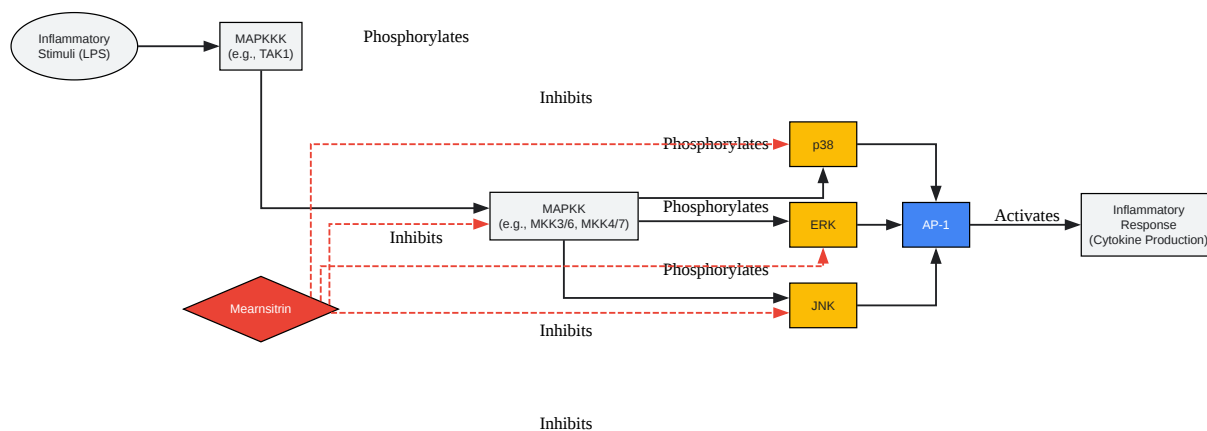 Inflammatory
Stimuli (LPS)
MAPKKK
(e.g., TAK1)
Phosphorylates
Inhibits
Phosphorylates
p38
MAPKK
(e.g., MKK3/6, MKK4/7)
Phosphorylates
ERK
AP-1
Activates
Inflammatory
Response
(Cytokine Production)
Inhibits
Phosphorylates
Mearnsitrin
JNK
Inhibits
Inhibits